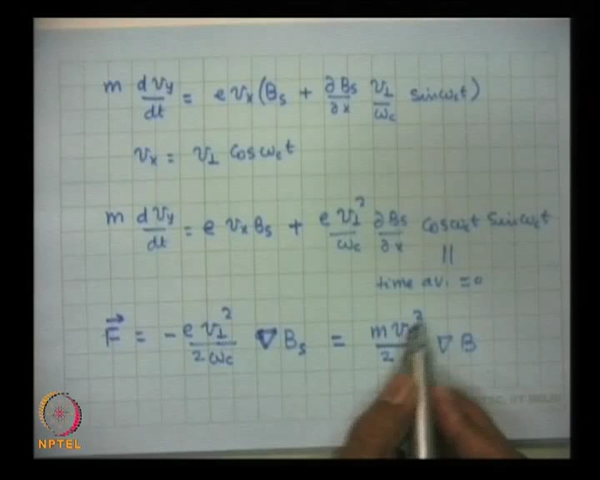 m dv_y/dt = e v_x (B_s + ∂B_s/∂x v_⊥/ω_c sin ω_c t)
v_x = v_⊥ cos ω_c t
m dv_y/dt = e v_x B_s + e v_⊥²/ω_c ∂B_s/∂x cos ω_c t sin ω_c t
||
time av. = 0
F⃗ = - e v_⊥²/2ω_c ∇ B_s = m v ²/2 ∇ B
NPTEL